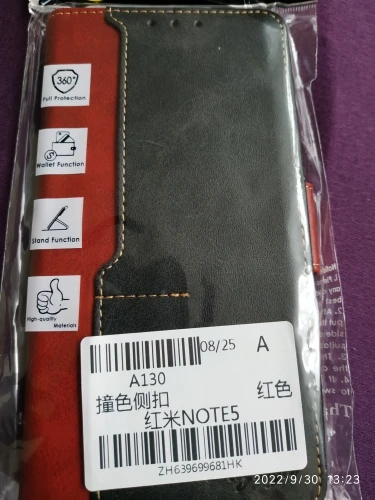 360°
Full Protection
Wallet Function
Stand Function
High-quality
Materials
08/25
A
A130
撞色侧扣
红色
红米NOTE5
ZH639699681HK
2022/9/30 13:23